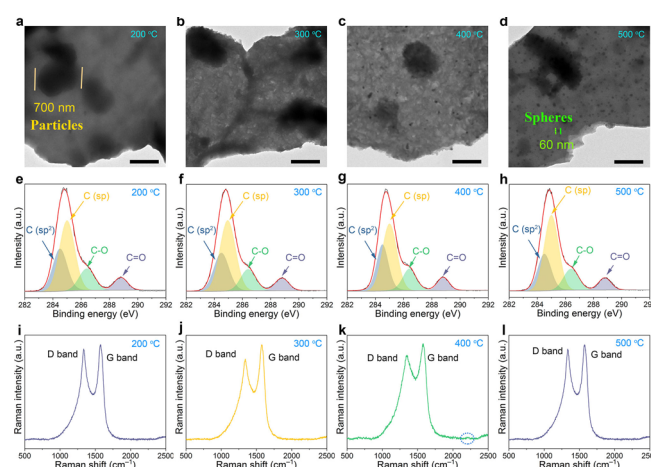 a
200 °C
700 nm
Particles
b
300 °C
c
400 °C
d
500 °C
Spheres
60 nm
e
200 °C
C (sp)
C (sp²)
C-O
C=O
Intensity (a.u.)
282 284 286 288 290 292
Binding energy (eV)
f
300 °C
C (sp)
C (sp²)
C-O
C=O
Intensity (a.u.)
282 284 286 288 290 292
Binding energy (eV)
g
400 °C
C (sp)
C (sp²)
C-O
C=O
Intensity (a.u.)
282 284 286 288 290 292
Binding energy (eV)
h
500 °C
C (sp)
C (sp²)
C-O
C=O
Intensity (a.u.)
282 284 286 288 290 292
Binding energy (eV)
i
200 °C
D band
G band
Raman intensity (a.u.)
500 1000 1500 2000 2500
Raman shift (cm⁻¹)
j
300 °C
D band
G band
Raman intensity (a.u.)
500 1000 1500 2000 2500
Raman shift (cm⁻¹)
k
400 °C
D band
G band
Raman intensity (a.u.)
500 1000 1500 2000 2500
Raman shift (cm⁻¹)
l
500 °C
D band
G band
Raman intensity (a.u.)
500 1000 1500 2000 2500
Raman shift (cm⁻¹)